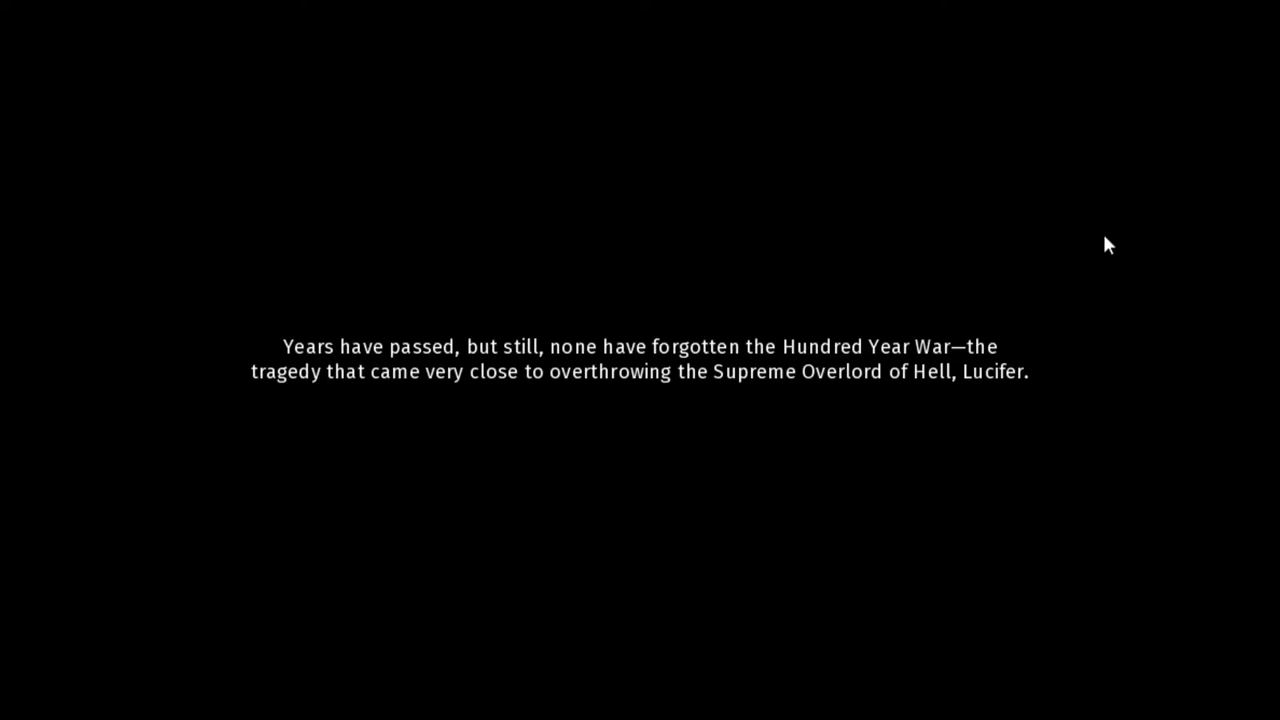 Years have passed, but still, none have forgotten the Hundred Year War—the
tragedy that came very close to overthrowing the Supreme Overlord of Hell, Lucifer.